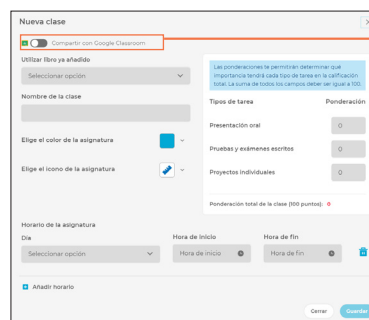 Nueva clase
Compartir con Google Classroom
Utilizar libro ya añadido
Seleccionar opción
Nombre de la clase
Elige el color de la asignatura
Elige el icono de la asignatura
Las ponderaciones te permitirán determinar qué
importancia tendrá cada tipo de tarea en la calificación
total. La suma de todos los campos deber ser igual a 100.
Tipos de tarea Ponderación
Presentación oral 0
Pruebas y exámenes escritos 0
Proyectos individuales 0
Ponderación total de la clase (100 puntos): 0
Horario de la asignatura
Día Hora de inicio Hora de fin
Seleccionar opción Hora de inicio Hora de fin
Añadir horario
Cerrar Guardar